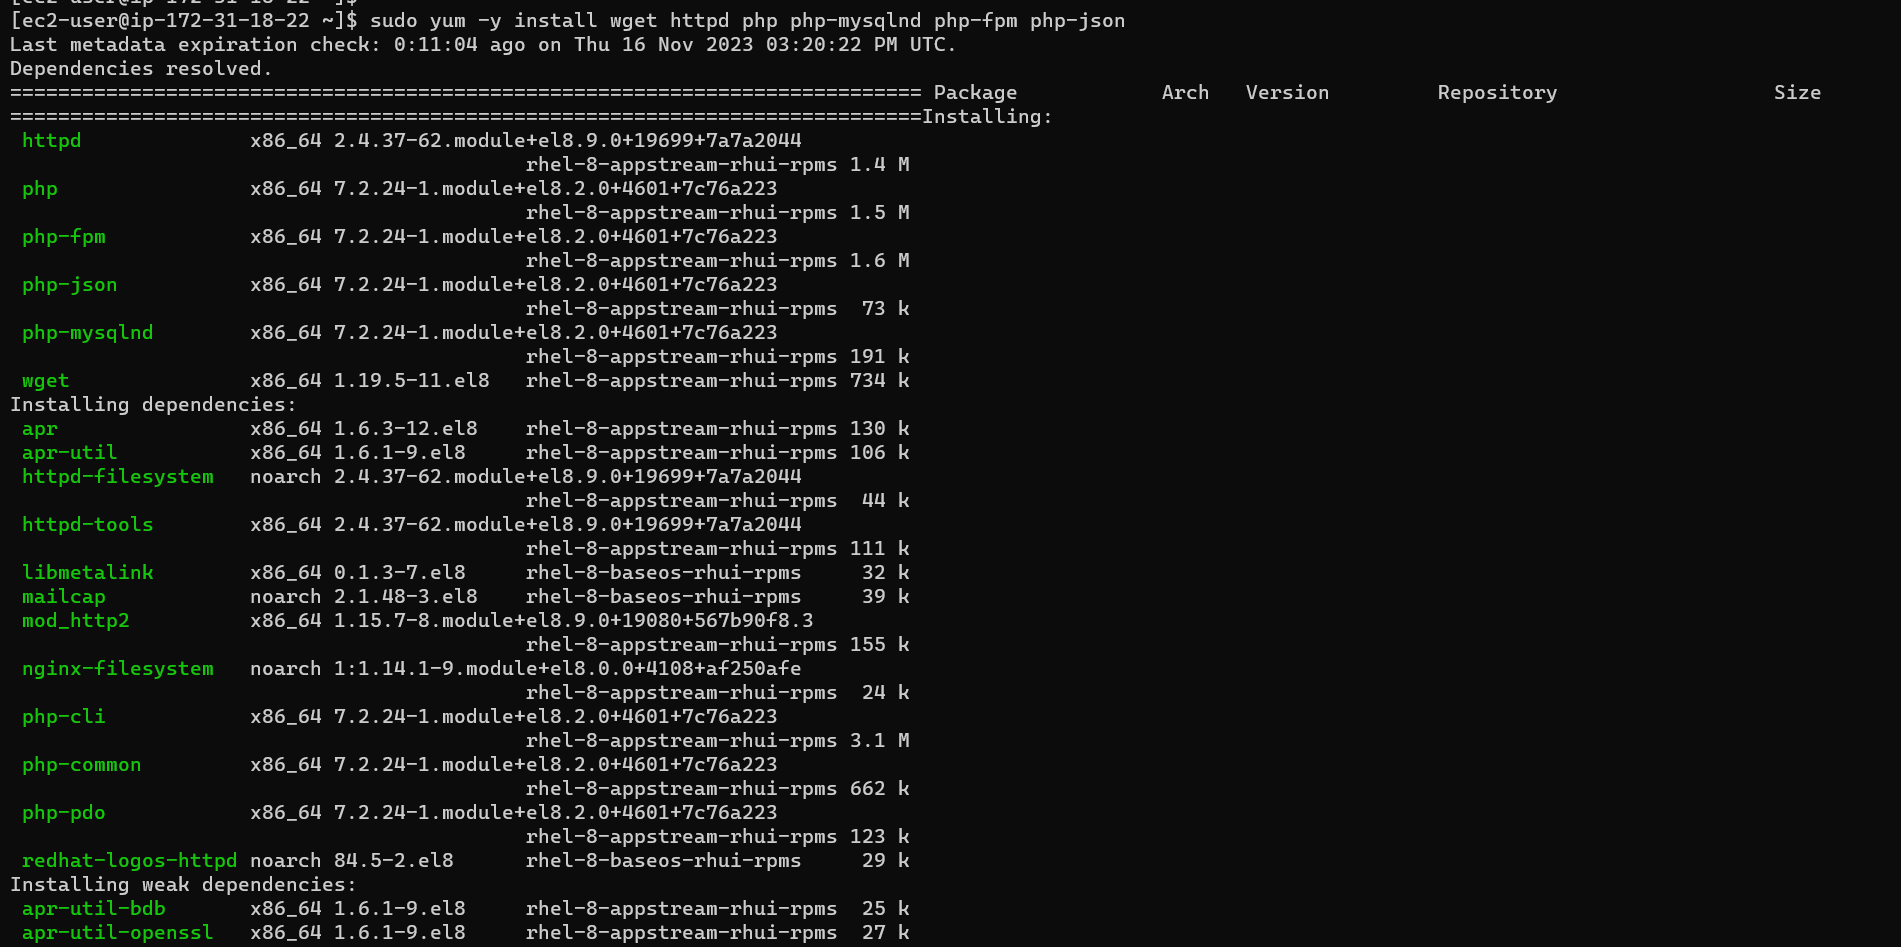 [ec2-user@ip-172-31-18-22 ~]$
[ec2-user@ip-172-31-18-22 ~]$ sudo yum -y install wget httpd php php-mysqlnd php-fpm php-json
Last metadata expiration check: 0:11:04 ago on Thu 16 Nov 2023 03:20:22 PM UTC.
Dependencies resolved.
============================================================================ Package            Arch   Version         Repository                  Size
============================================================================Installing:
 httpd              x86_64 2.4.37-62.module+el8.9.0+19699+7a7a2044
                                           rhel-8-appstream-rhui-rpms 1.4 M
 php                x86_64 7.2.24-1.module+el8.2.0+4601+7c76a223
                                           rhel-8-appstream-rhui-rpms 1.5 M
 php-fpm            x86_64 7.2.24-1.module+el8.2.0+4601+7c76a223
                                           rhel-8-appstream-rhui-rpms 1.6 M
 php-json           x86_64 7.2.24-1.module+el8.2.0+4601+7c76a223
                                           rhel-8-appstream-rhui-rpms  73 k
 php-mysqlnd        x86_64 7.2.24-1.module+el8.2.0+4601+7c76a223
                                           rhel-8-appstream-rhui-rpms 191 k
 wget               x86_64 1.19.5-11.el8   rhel-8-appstream-rhui-rpms 734 k
Installing dependencies:
 apr                x86_64 1.6.3-12.el8    rhel-8-appstream-rhui-rpms 130 k
 apr-util           x86_64 1.6.1-9.el8     rhel-8-appstream-rhui-rpms 106 k
 httpd-filesystem   noarch 2.4.37-62.module+el8.9.0+19699+7a7a2044
                                           rhel-8-appstream-rhui-rpms  44 k
 httpd-tools        x86_64 2.4.37-62.module+el8.9.0+19699+7a7a2044
                                           rhel-8-appstream-rhui-rpms 111 k
 libmetalink        x86_64 0.1.3-7.el8     rhel-8-baseos-rhui-rpms     32 k
 mailcap            noarch 2.1.48-3.el8    rhel-8-baseos-rhui-rpms     39 k
 mod_http2          x86_64 1.15.7-8.module+el8.9.0+19080+567b90f8.3
                                           rhel-8-appstream-rhui-rpms 155 k
 nginx-filesystem   noarch 1:1.14.1-9.module+el8.0.0+4108+af250afe
                                           rhel-8-appstream-rhui-rpms  24 k
 php-cli            x86_64 7.2.24-1.module+el8.2.0+4601+7c76a223
                                           rhel-8-appstream-rhui-rpms 3.1 M
 php-common         x86_64 7.2.24-1.module+el8.2.0+4601+7c76a223
                                           rhel-8-appstream-rhui-rpms 662 k
 php-pdo            x86_64 7.2.24-1.module+el8.2.0+4601+7c76a223
                                           rhel-8-appstream-rhui-rpms 123 k
 redhat-logos-httpd noarch 84.5-2.el8      rhel-8-baseos-rhui-rpms     29 k
Installing weak dependencies:
 apr-util-bdb       x86_64 1.6.1-9.el8     rhel-8-appstream-rhui-rpms  25 k
 apr-util-openssl   x86_64 1.6.1-9.el8     rhel-8-appstream-rhui-rpms  27 k